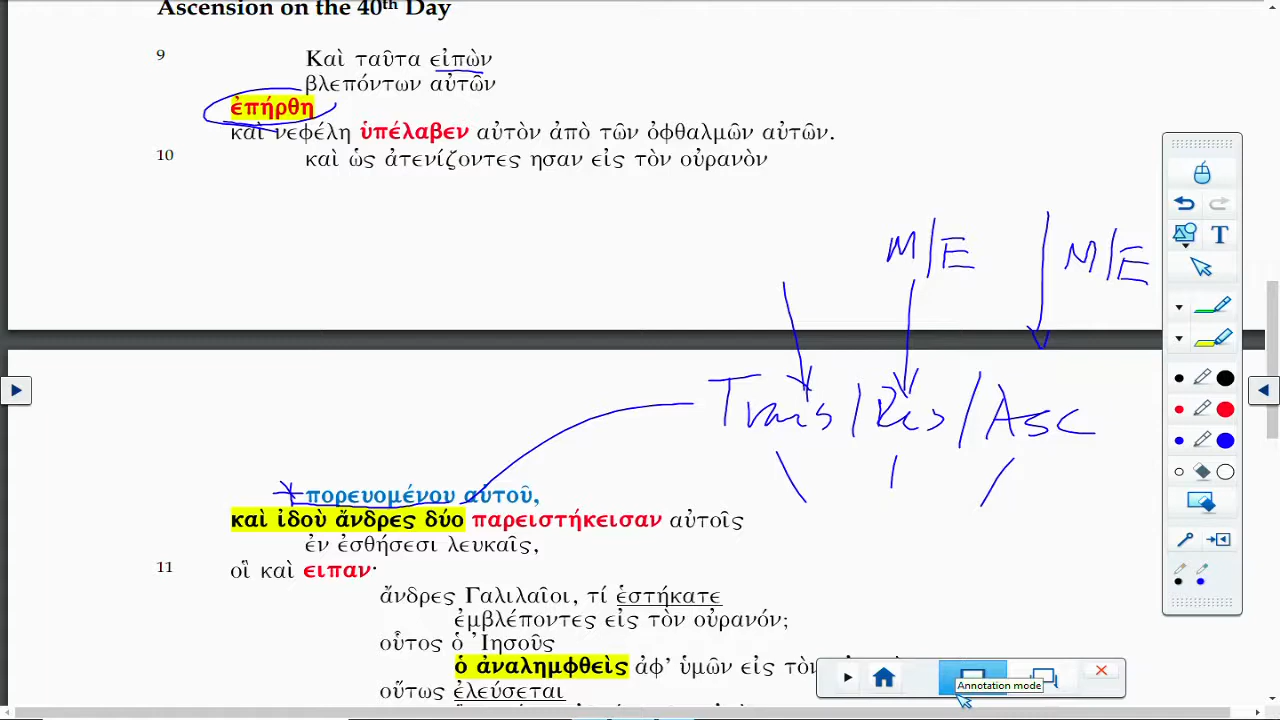 Ascension on the 40th Day
9 Καὶ ταῦτα εἰπὼν
βλεπόντων αὐτῶν
ἐπήρθη
καὶ νεφέλη ὑπέλαβεν αὐτὸν ἀπὸ τῶν ὀφθαλμῶν αὐτῶν.
10 καὶ ὡς ἀτενίζοντες ησαν εἰς τὸν οὐρανὸν
M/E M/E
Trans/Res/Asc
πορευομένου αὐτοῦ,
καὶ ἰδοὺ ἄνδρες δύο παρειστήκεισαν αὐτοῖς
ἐν ἐσθήσεσι λευκαῖς,
11 οἳ καὶ ειπαν·
ἄνδρες Γαλιλαῖοι, τί ἑστήκατε
ἐμβλέποντες εἰς τὸν οὐρανόν;
οὗτος ὁ Ἰησοῦς
ὁ ἀναλημφθεὶς ἀφ’ ὑμῶν εἰς τὸν
οὕτως ἐλεύσεται
T
Annotation mode